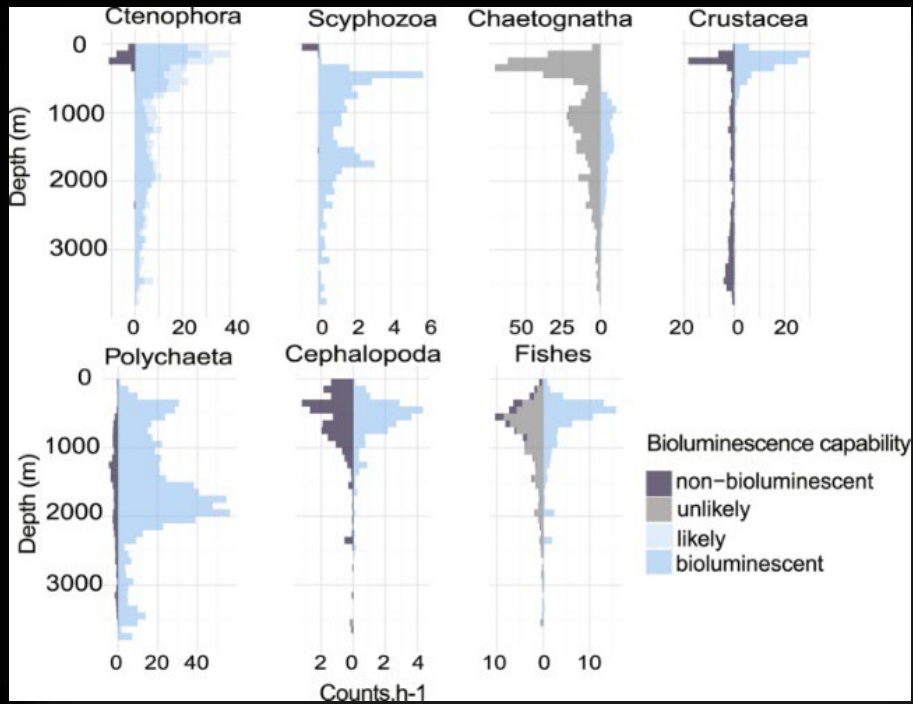 Ctenophora
Scyphozoa
Chaetognatha
Crustacea
Depth (m)
0
1000
2000
3000
0 20 40
0 2 4 6
50 25 0
20 0 20
Polychaeta
Cephalopoda
Fishes
Depth (m)
0
1000
2000
3000
0 20 40
2 0 2 4
10 0 10
Counts.h-1
Bioluminescence capability
non-bioluminescent
unlikely
likely
bioluminescent